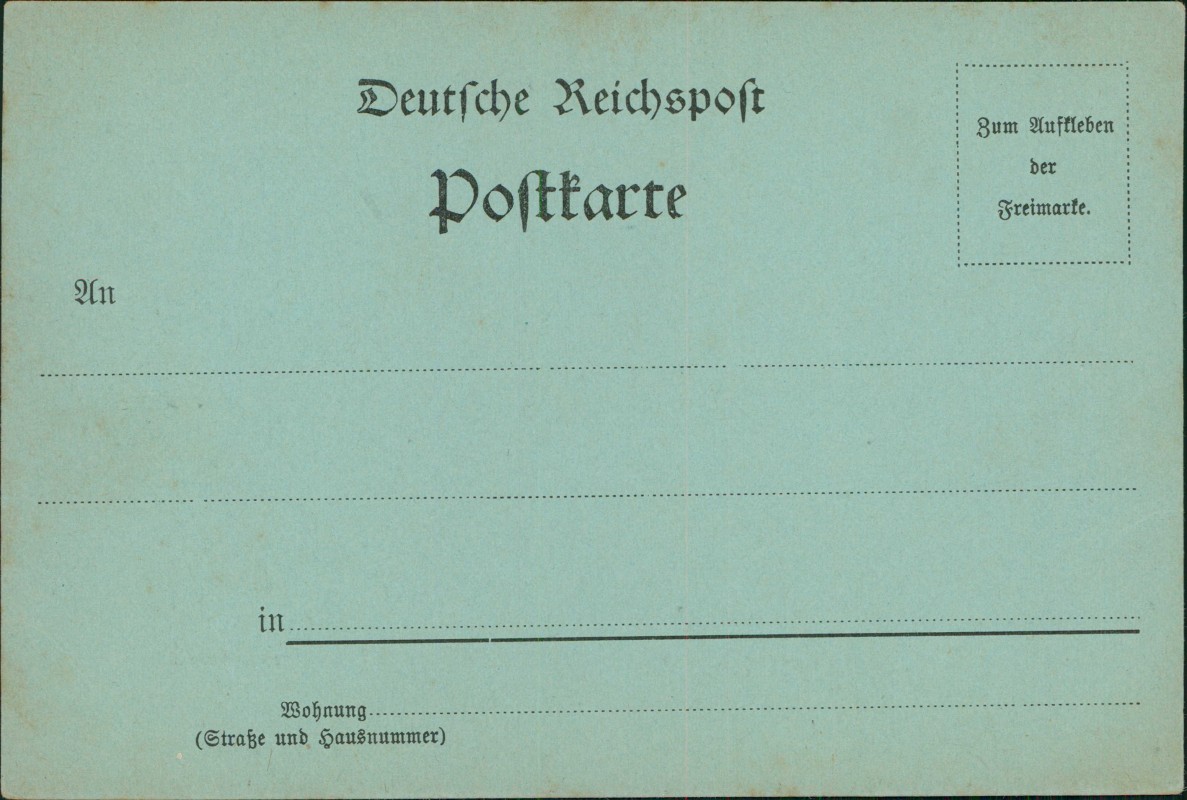 Deutsche Reichspost
Postkarte
Zum Aufkleben
der
Freimarke.
An
in
Wohnung
(Straße und Hausnummer)